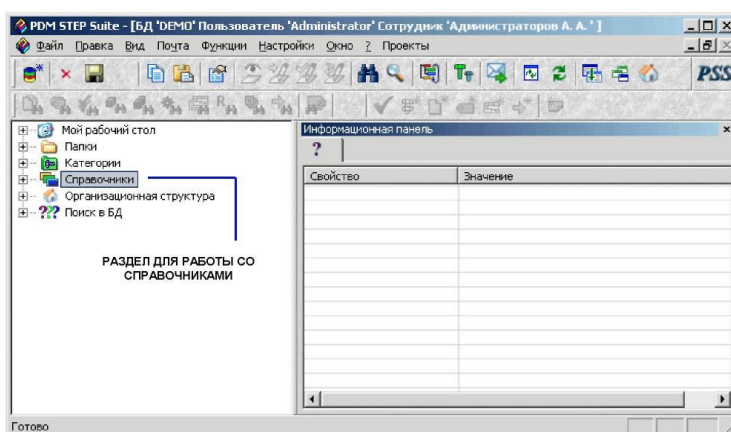 PDM STEP Suite - [БД 'DEMO' Пользователь 'Administrator' Сотрудник 'Администраторов А. А. ' ]
Файл Правка Вид Почта Функции Настройки Окно ? Проекты
PSS
Мой рабочий стол
Папки
Категории
Справочники
Организационная структура
??? Поиск в БД
РАЗДЕЛ ДЛЯ РАБОТЫ СО
СПРАВОЧНИКАМИ
Информационная панель
?
Свойство Значение
Готово